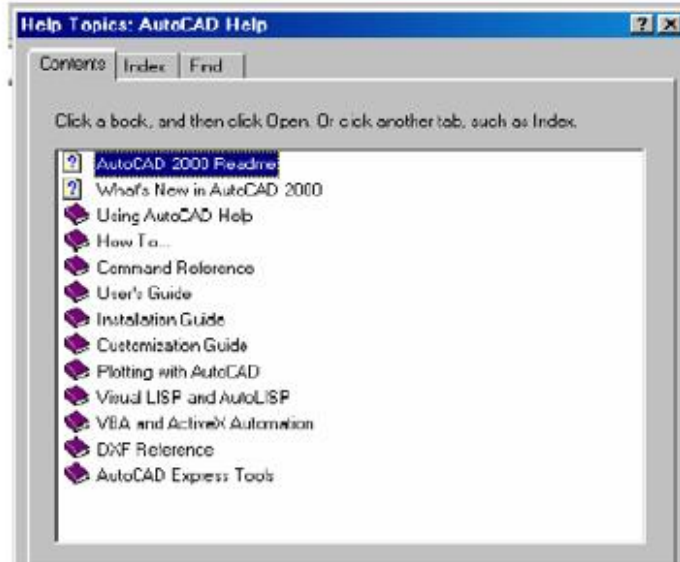 Help Topics: AutoCAD Help
Contents Index Find
Click a book, and then click Open. Or click another tab, such as Index.
AutoCAD 2000 Readme
What's New in AutoCAD 2000
Using AutoCAD Help
How To...
Command Reference
User's Guide
Installation Guide
Customization Guide
Plotting with AutoCAD
Visual LISP and AutoLISP
VBA and ActiveX Automation
DXF Reference
AutoCAD Express Tools